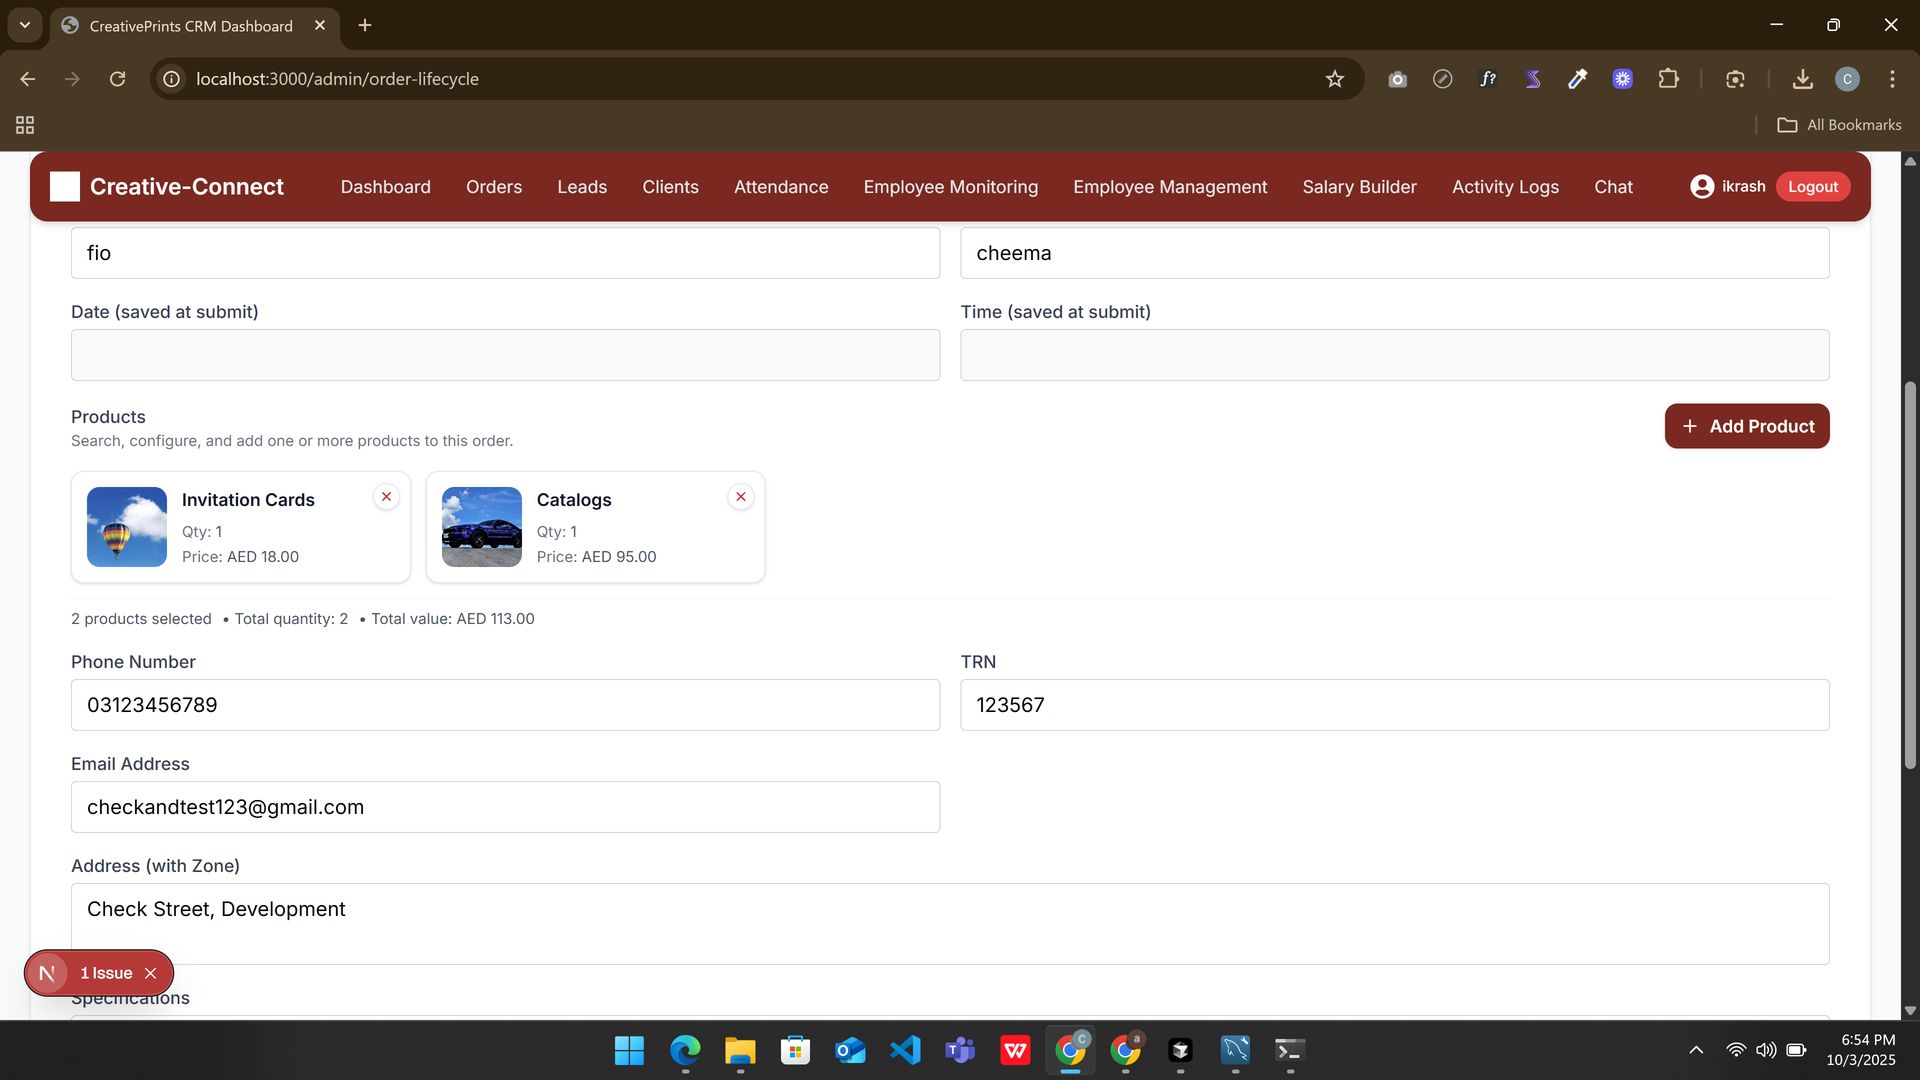 CreativePrints CRM Dashboard
localhost:3000/admin/order-lifecycle
f?
C
All Bookmarks
Creative-Connect
Dashboard
Orders
Leads
Clients
Attendance
Employee Monitoring
Employee Management
Salary Builder
Activity Logs
Chat
ikrash
Logout
fio
cheema
Date (saved at submit)
Time (saved at submit)
Products
Search, configure, and add one or more products to this order.
+ Add Product
Invitation Cards
Qty: 1
Price: AED 18.00
Catalogs
Qty: 1
Price: AED 95.00
2 products selected • Total quantity: 2 • Total value: AED 113.00
Phone Number
TRN
03123456789
123567
Email Address
checkandtest123@gmail.com
Address (with Zone)
Check Street, Development
N 1 Issue
Specifications
C
a
6:54 PM
10/3/2025